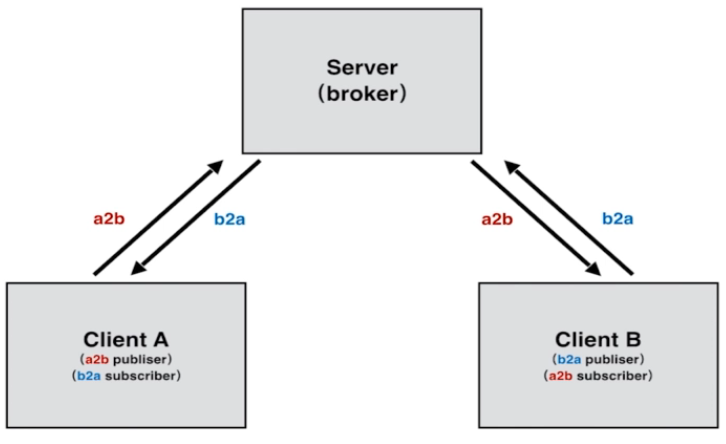 Server
(broker)
a2b
b2a
a2b
b2a
Client A
(a2b publiser)
(b2a subscriber)
Client B
(b2a publiser)
(a2b subscriber)